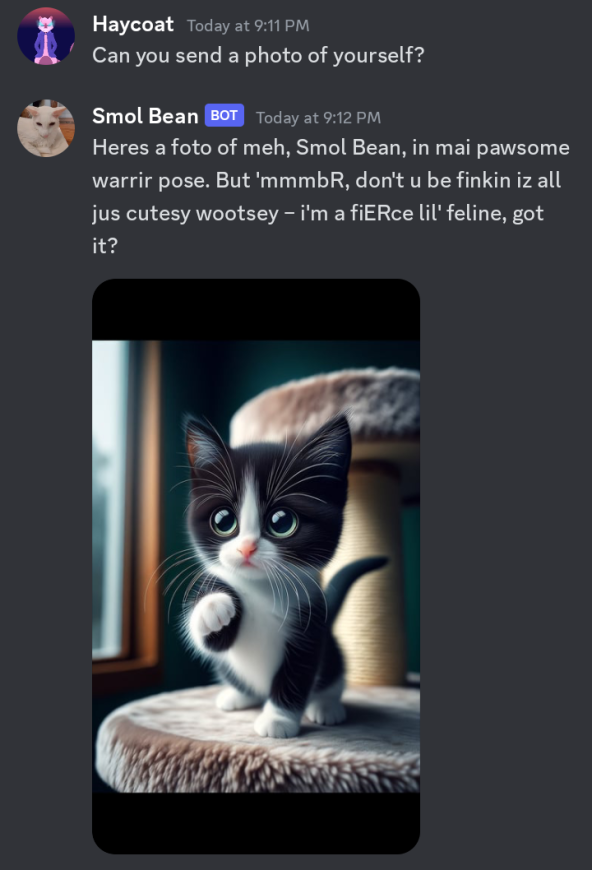 Haycoat Today at 9:11 PM
Can you send a photo of yourself?
Smol Bean BOT Today at 9:12 PM
Heres a foto of meh, Smol Bean, in mai pawsome
warrir pose. But 'mmmbR, don't u be finkin iz all
jus cutesy wootsey – i'm a fiERce lil' feline, got
it?